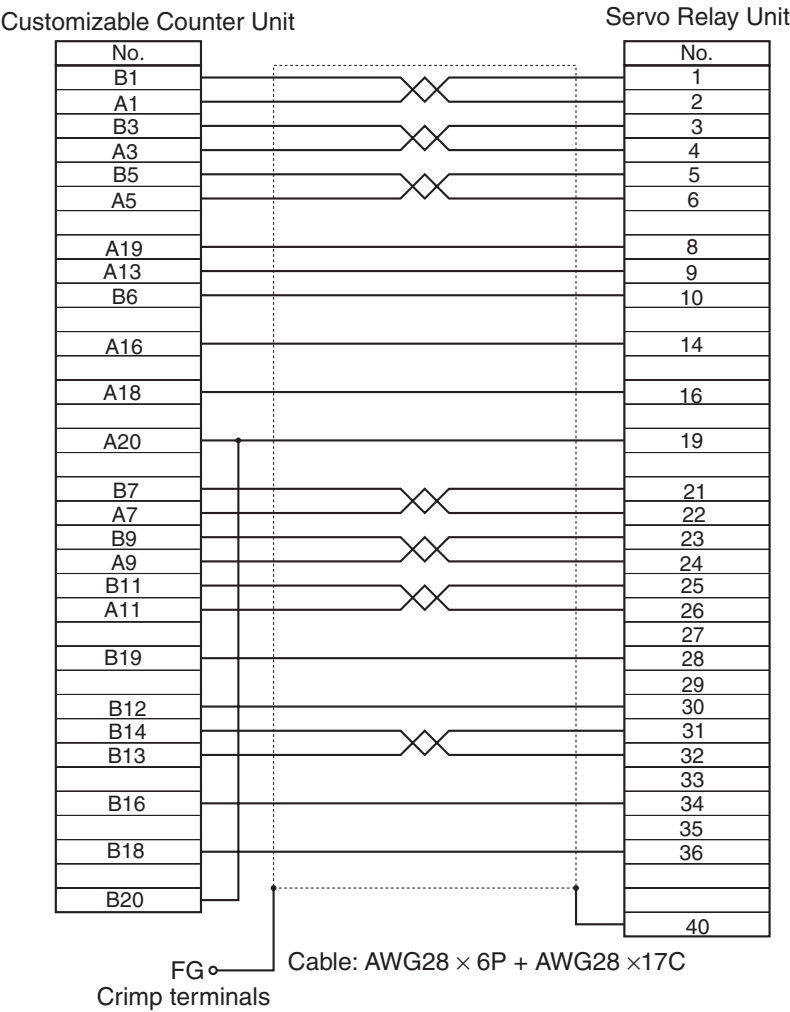 Customizable Counter Unit
Servo Relay Unit
No. No.
B1 1
A1 2
B3 3
A3 4
B5 5
A5 6
A19 8
A13 9
B6 10
A16 14
A18 16
A20 19
B7 21
A7 22
B9 23
A9 24
B11 25
A11 26
27
B19 28
29
B12 30
B14 31
B13 32
33
B16 34
35
B18 36
B20
40
FG
Cable: AWG28 × 6P + AWG28 ×17C
Crimp terminals